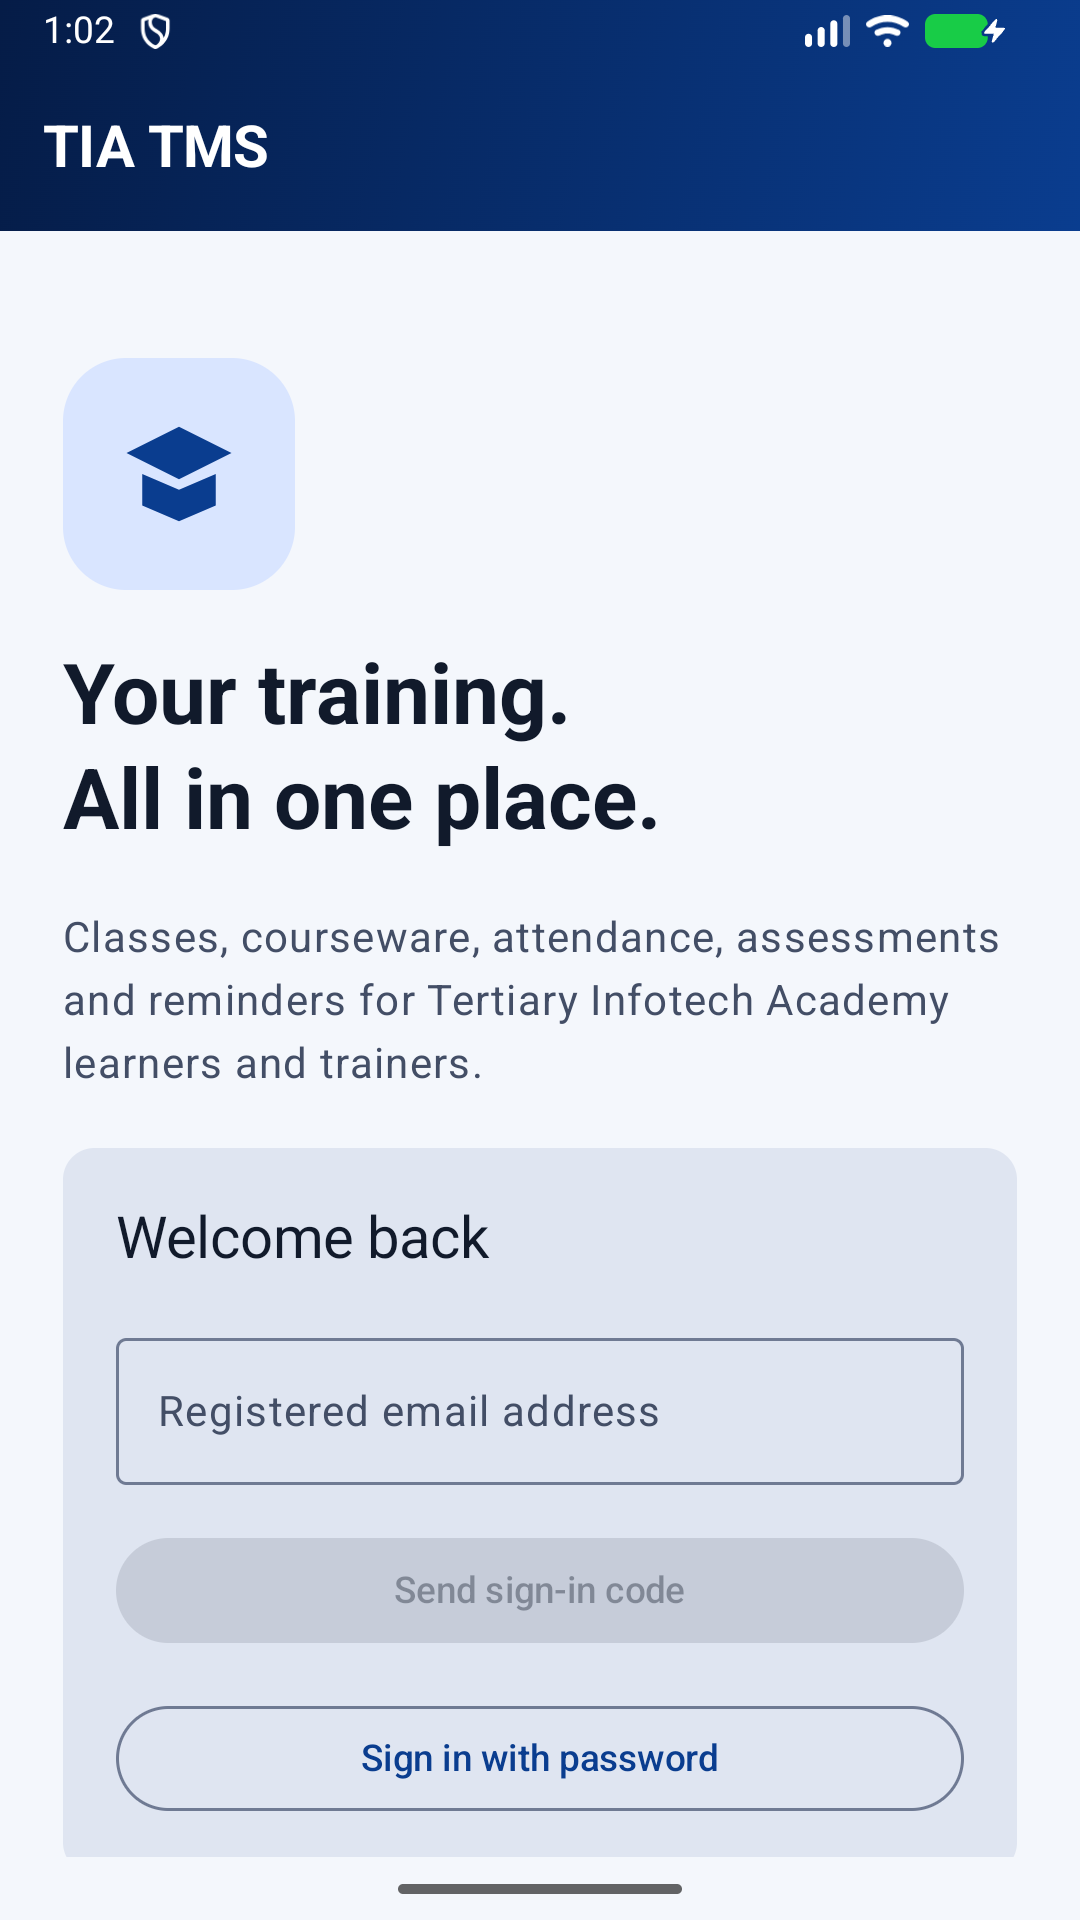 1:02
TIA TMS
Your training.
All in one place.
Classes, courseware, attendance, assessments
and reminders for Tertiary Infotech Academy
learners and trainers.
Welcome back
Registered email address
Send sign-in code
Sign in with password